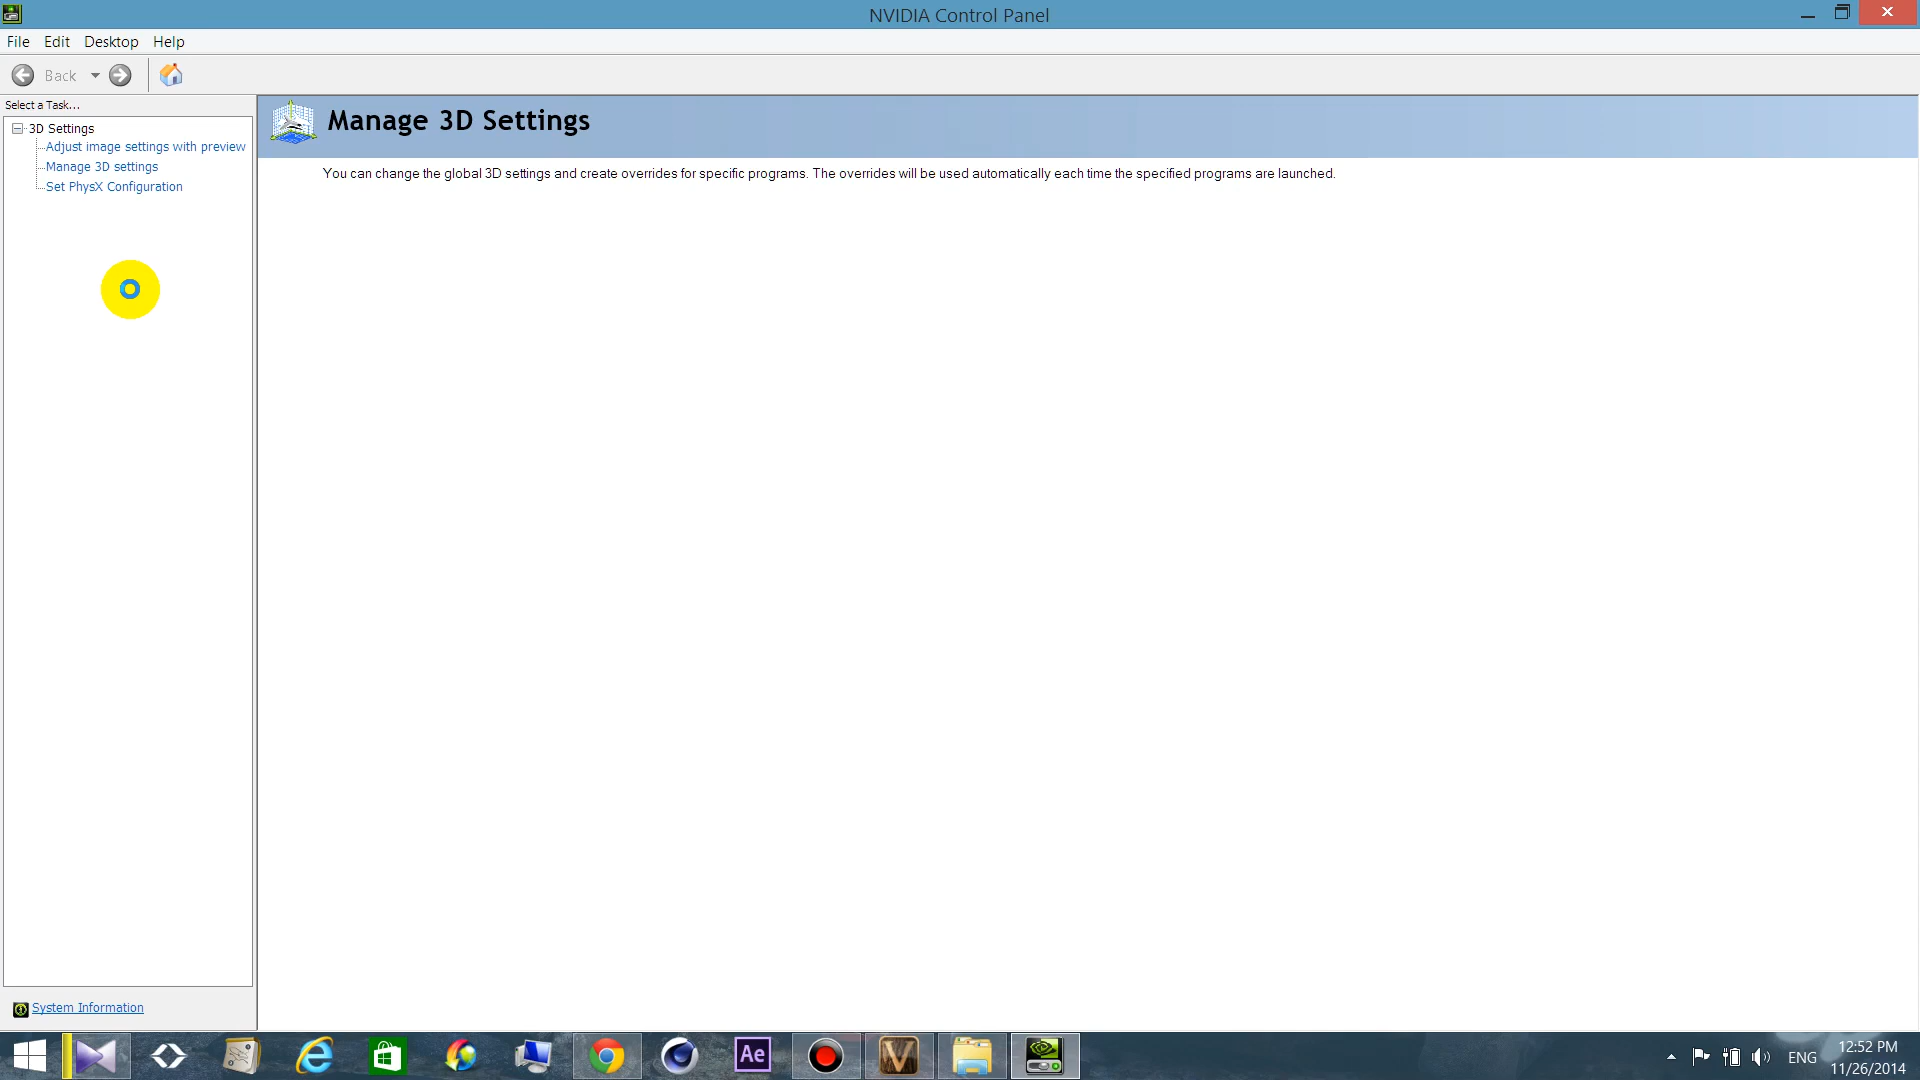 NVIDIA Control Panel
File Edit Desktop Help
Back
Select a Task...
3D Settings
Adjust image settings with preview
Manage 3D settings
Set PhysX Configuration
Manage 3D Settings
You can change the global 3D settings and create overrides for specific programs. The overrides will be used automatically each time the specified programs are launched.
System Information
Ae
V
ENG
12:52 PM
11/26/2014